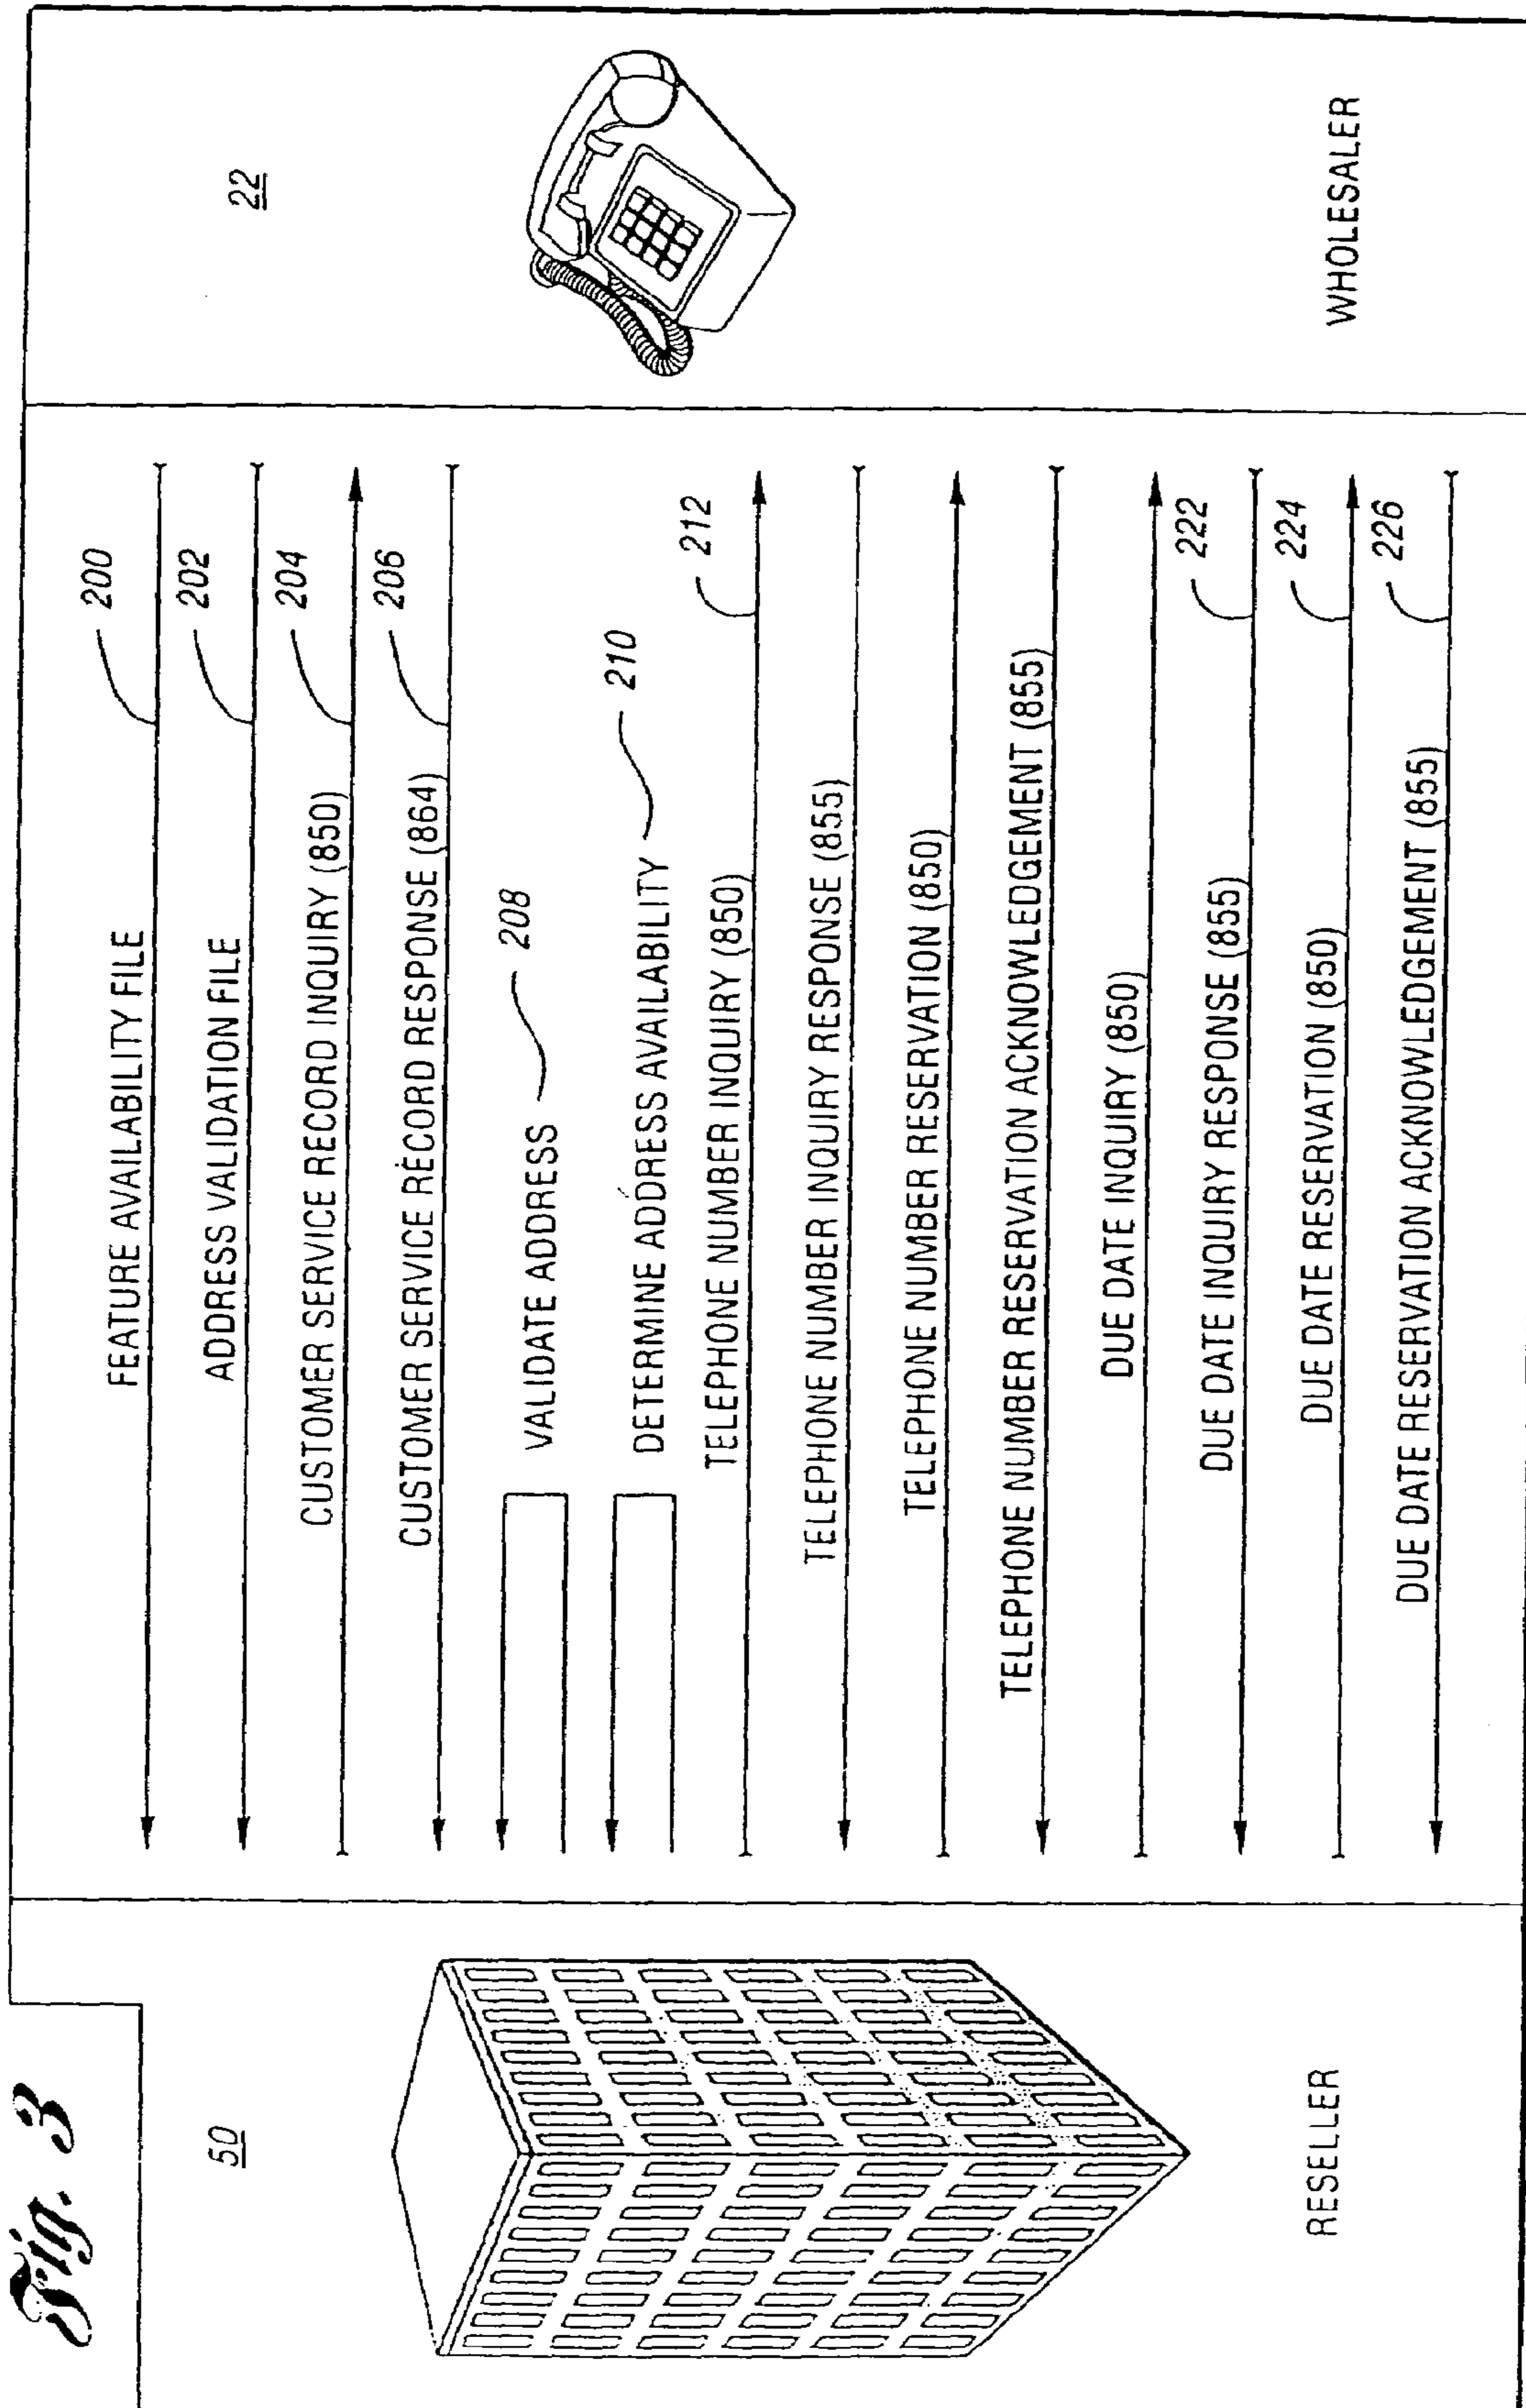 Fig. 3
50
RESELLER
FEATURE AVAILABILITY FILE
200
ADDRESS VALIDATION FILE
202
CUSTOMER SERVICE RECORD INQUIRY (850)
204
CUSTOMER SERVICE RECORD RESPONSE (864)
206
VALIDATE ADDRESS
208
DETERMINE ADDRESS AVAILABILITY
210
TELEPHONE NUMBER INQUIRY (850)
212
TELEPHONE NUMBER INQUIRY RESPONSE (855)
TELEPHONE NUMBER RESERVATION (850)
TELEPHONE NUMBER RESERVATION ACKNOWLEDGEMENT (855)
DUE DATE INQUIRY (850)
DUE DATE INQUIRY RESPONSE (855)
222
DUE DATE RESERVATION (850)
224
DUE DATE RESERVATION ACKNOWLEDGEMENT (855)
226
22
WHOLESALER